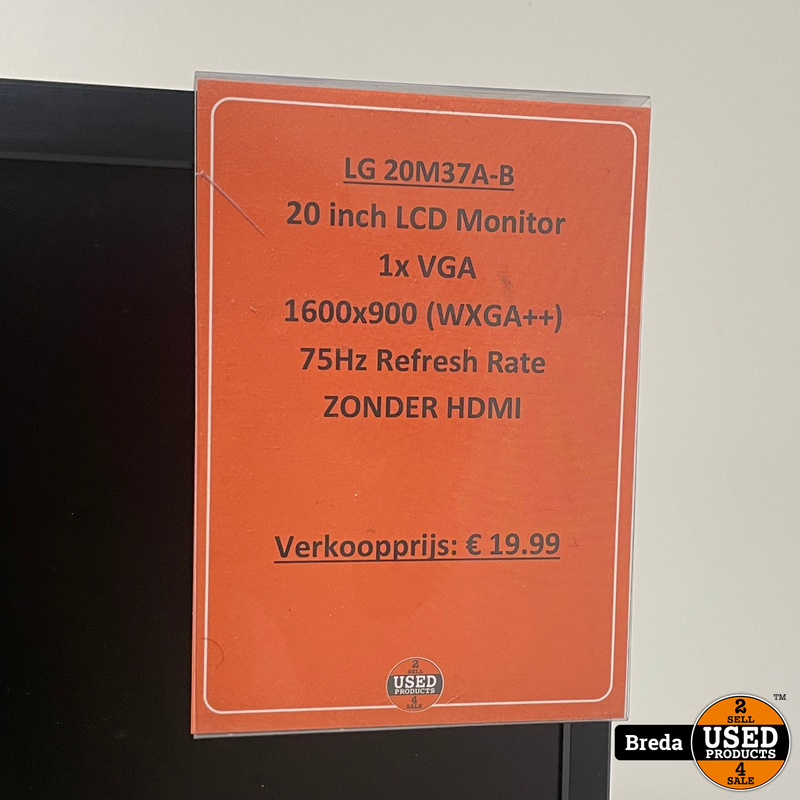 LG 20M37A-B
20 inch LCD Monitor
1x VGA
1600x900 (WXGA++)
75Hz Refresh Rate
ZONDER HDMI
Verkoopprijs: € 19.99
2
SELL
USED
PRODUCTS
4
SALE
Breda
2
SELL
USED
PRODUCTS
4
SALE
TM